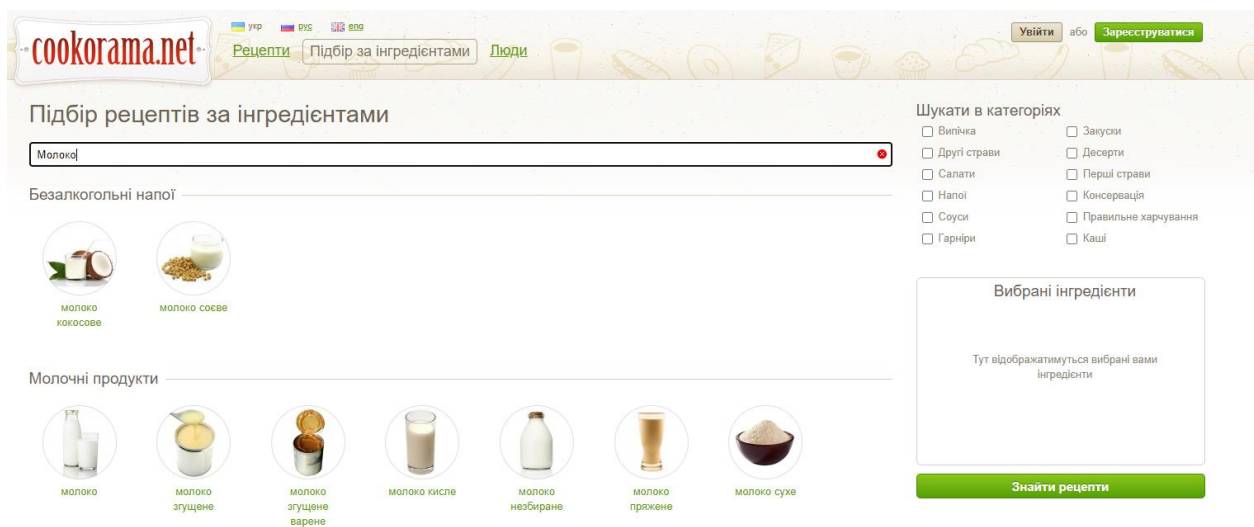 cookorama.net
укр рус eng
Рецепти Підбір за інгредієнтами Люди
Увійти або Зареєструватися
Підбір рецептів за інгредієнтами
Молоко
Безалкогольні напої
молоко
кокосове
молоко соєве
Молочні продукти
молоко
молоко
згущене
молоко
згущене
варене
молоко кисле
молоко
незбиране
молоко
пряжене
молоко сухе
Шукати в категоріях
Випічка Закуски
Другі страви Десерти
Салати Перші страви
Напої Консервація
Соуси Правильне харчування
Гарніри Каші
Вибрані інгредієнти
Тут відображатимуться вибрані вами
інгредієнти
Знайти рецепти